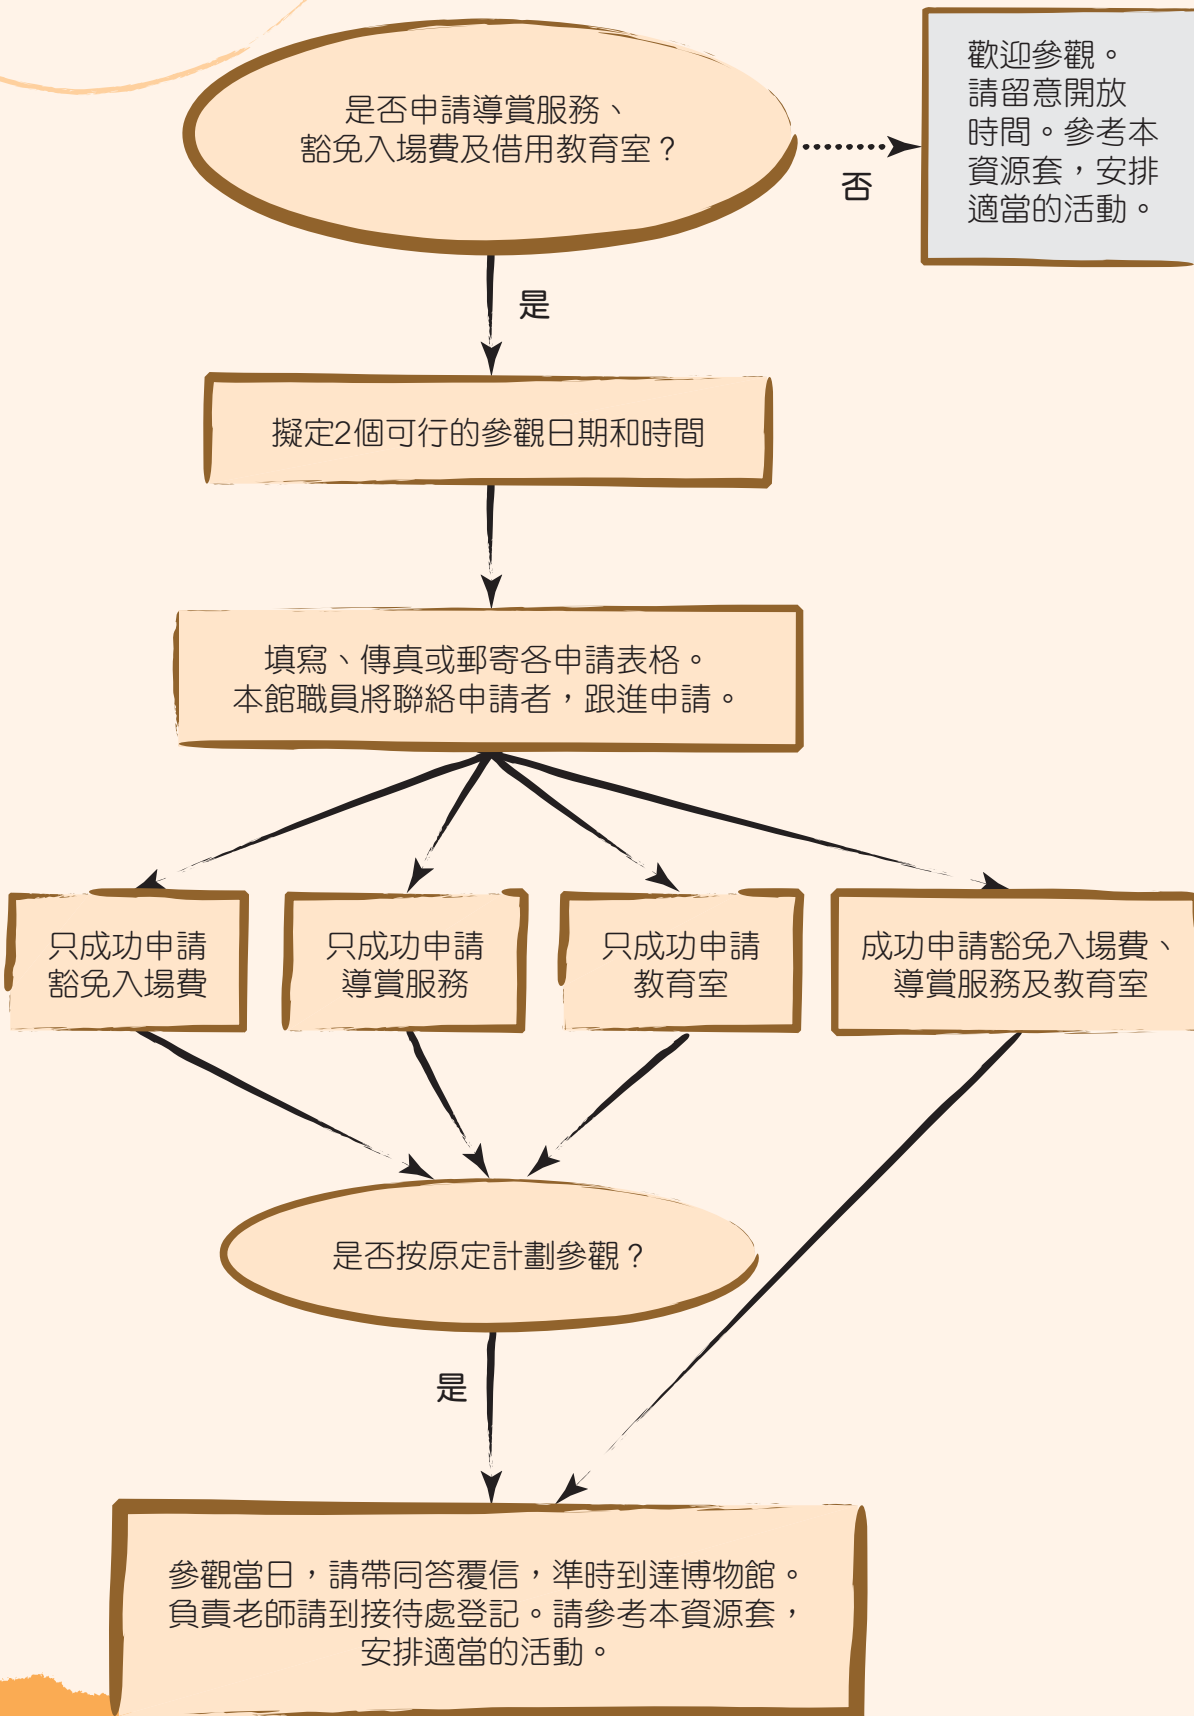 是否申請導賞服務、
豁免入場費及借用教育室？
歡迎參觀。
請留意開放
時間。參考本
資源套，安排
適當的活動。
否
是
擬定2個可行的參觀日期和時間
填寫、傳真或郵寄各申請表格。
本館職員將聯絡申請者，跟進申請。
只成功申請
豁免入場費
只成功申請
導賞服務
只成功申請
教育室
成功申請豁免入場費、
導賞服務及教育室
是否按原定計劃參觀？
是
參觀當日，請帶同答覆信，準時到達博物館。
負責老師請到接待處登記。請參考本資源套，
安排適當的活動。